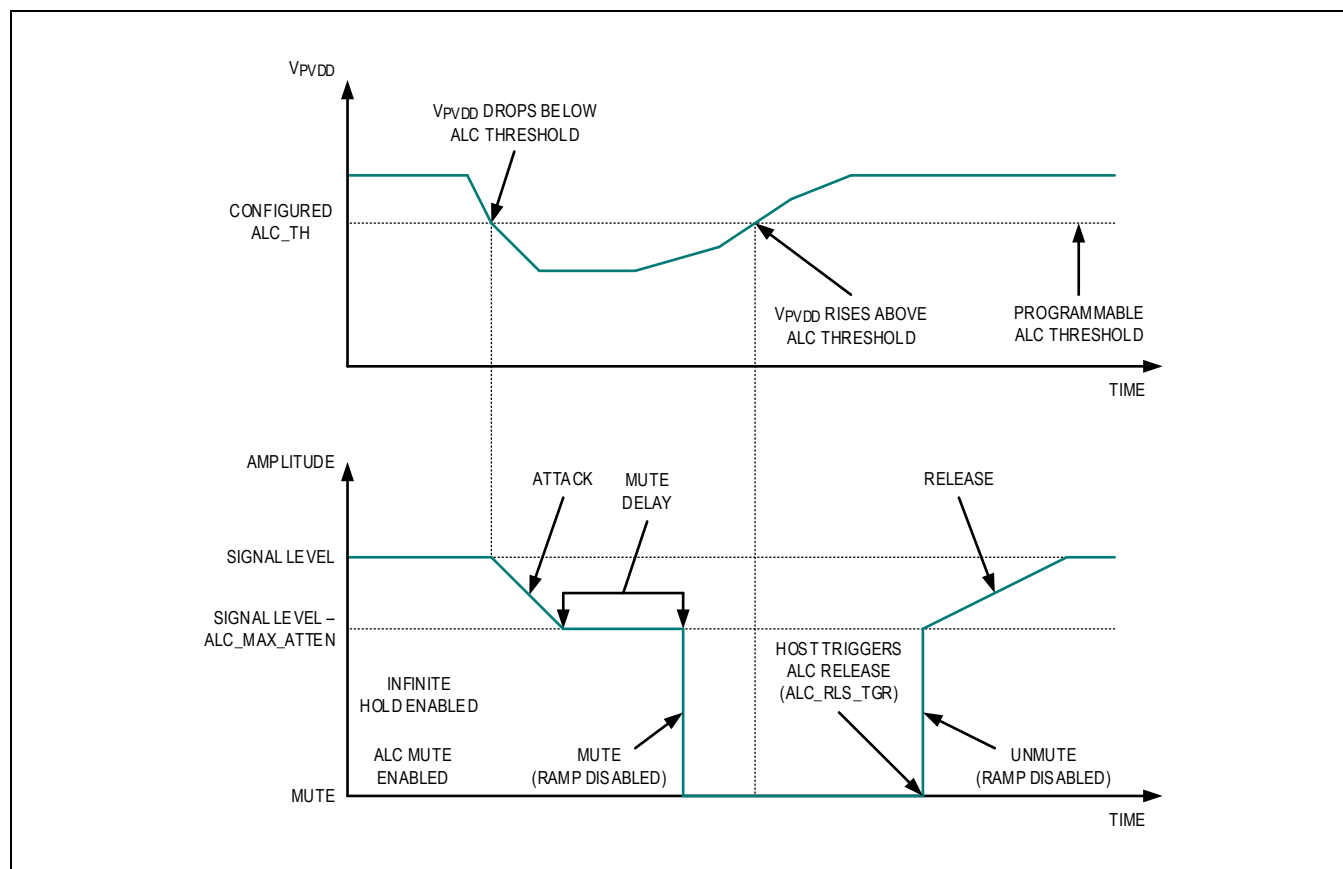 VPVDD
VPVDD DROPS BELOW
ALC THRESHOLD
CONFIGURED
ALC_TH
VPVDD RISES ABOVE
ALC THRESHOLD
PROGRAMMABLE
ALC THRESHOLD
TIME
AMPLITUDE
ATTACK
MUTE
DELAY
RELEASE
SIGNAL LEVEL
SIGNAL LEVEL –
ALC_MAX_ATTEN
HOST TRIGGERS
ALC RELEASE
(ALC_RLS_TGR)
INFINITE
HOLD ENABLED
ALC MUTE
ENABLED
MUTE
(RAMP DISABLED)
UNMUTE
(RAMP DISABLED)
MUTE
TIME